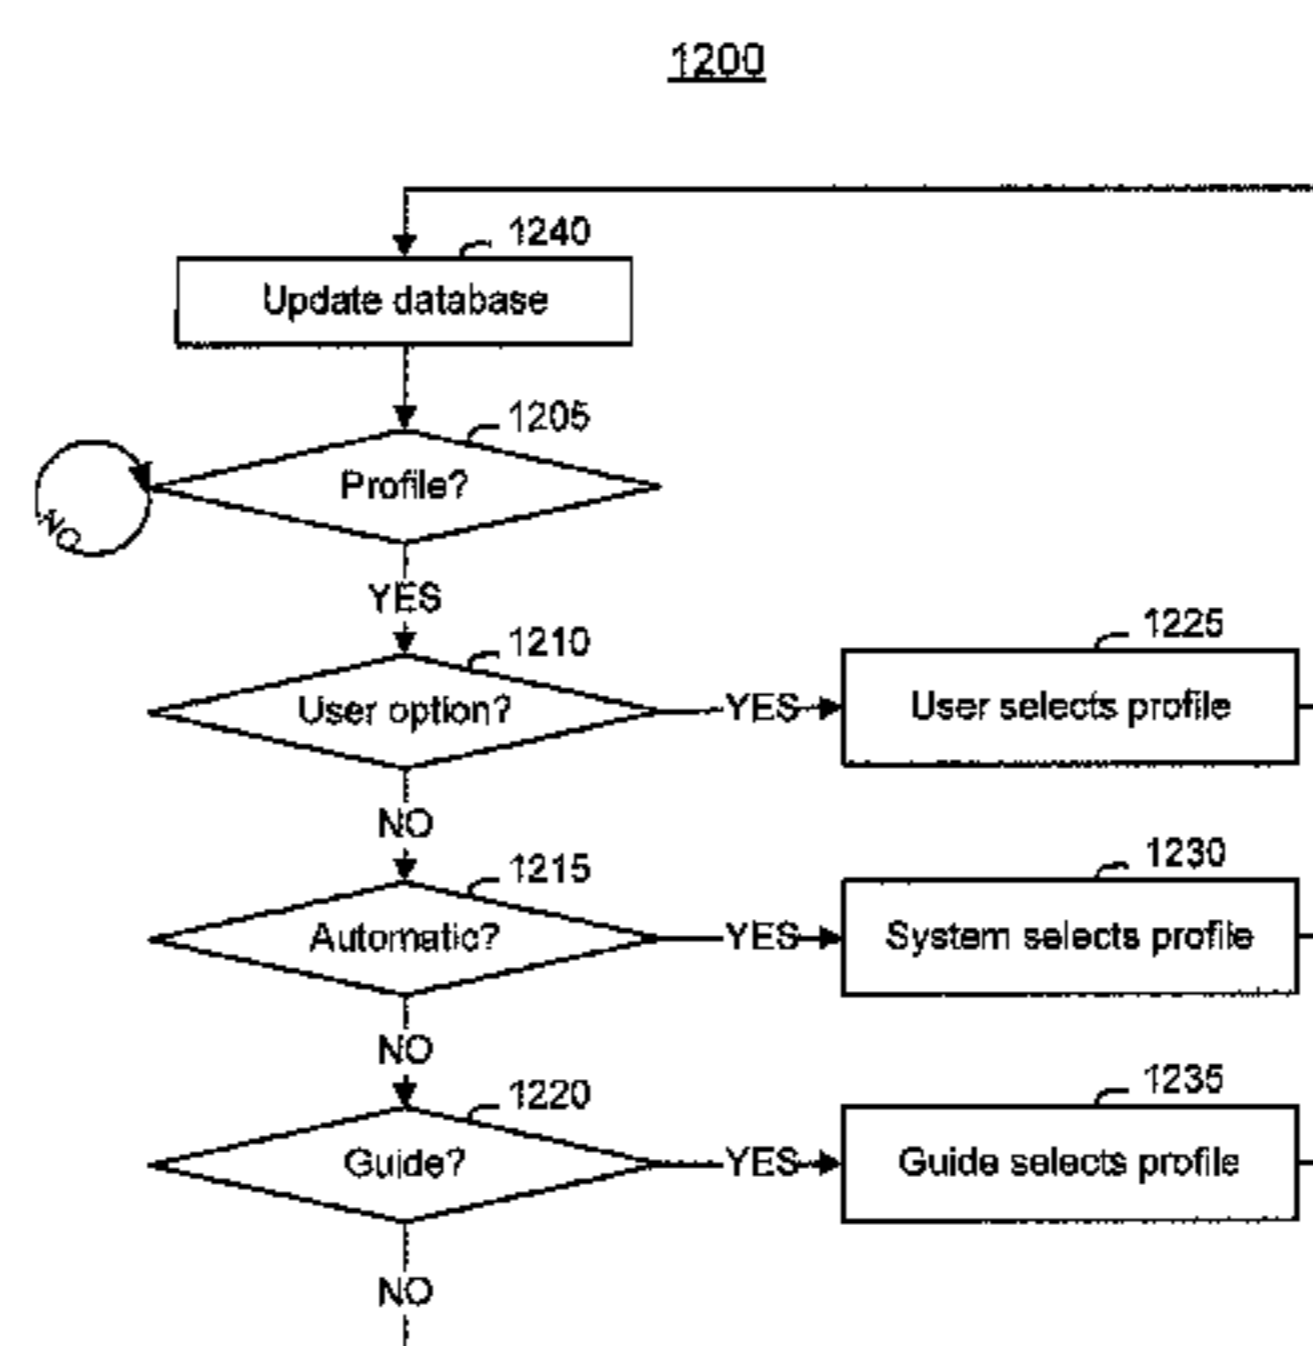 1200
1240
Update database
1205
Profile?
NO
YES
1210
User option?
YES
1225
User selects profile
NO
1215
Automatic?
YES
1230
System selects profile
NO
1220
Guide?
YES
1235
Guide selects profile
NO